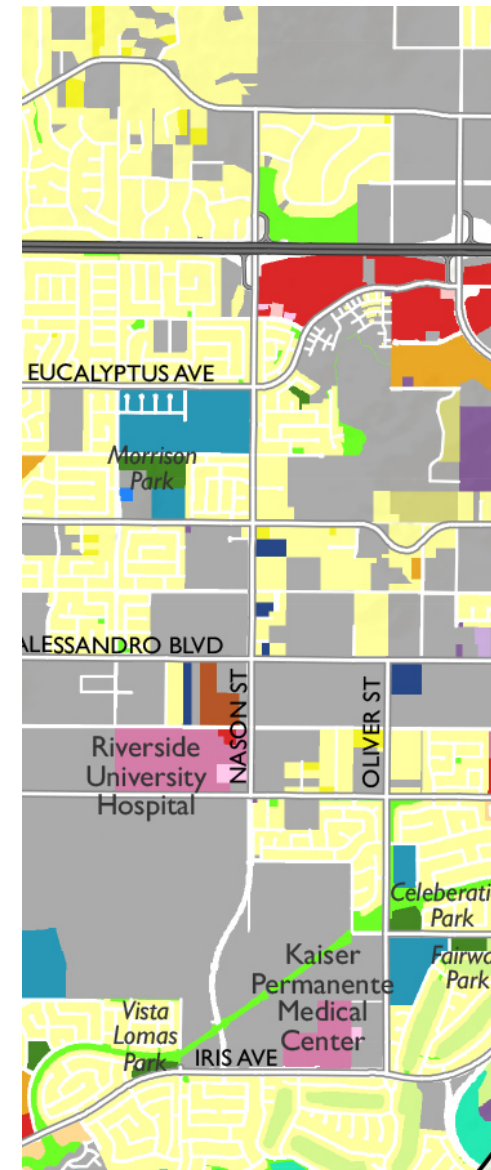 EUCALYPTUS AVE
Morrison
Park
ALESSANDRO BLVD
NASON ST
OLIVER ST
Riverside
University
Hospital
Celeberati
Park
Kaiser
Permanente
Medical
Center
Fairwa
Park
Vista
Lomas
Park
IRIS AVE